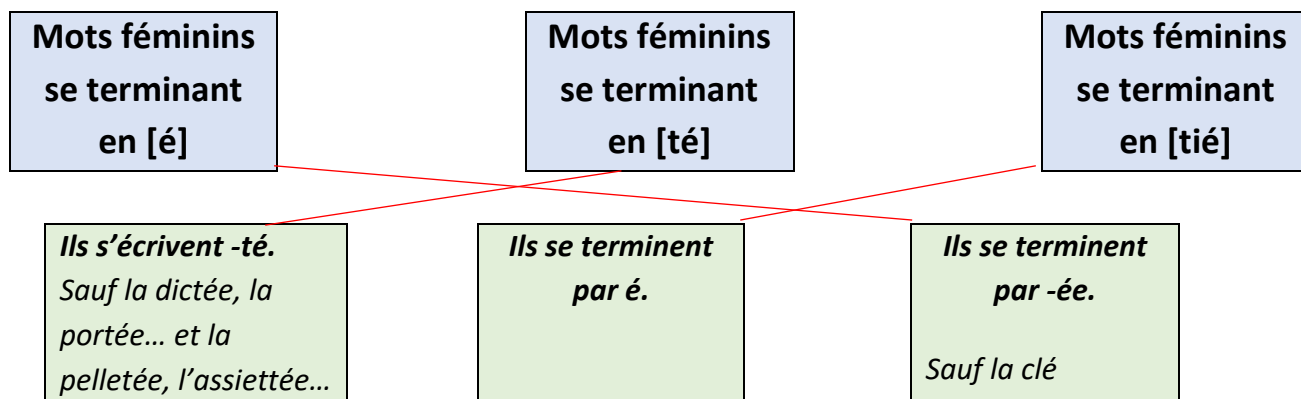 Mots féminins
se terminant
en [é]
Mots féminins
se terminant
en [té]
Mots féminins
se terminant
en [tié]
Ils s’écrivent -té.
Sauf la dictée, la
portée… et la
pelletée, l’assiettée…
Ils se terminent
par é.
Ils se terminent
par -ée.
Sauf la clé